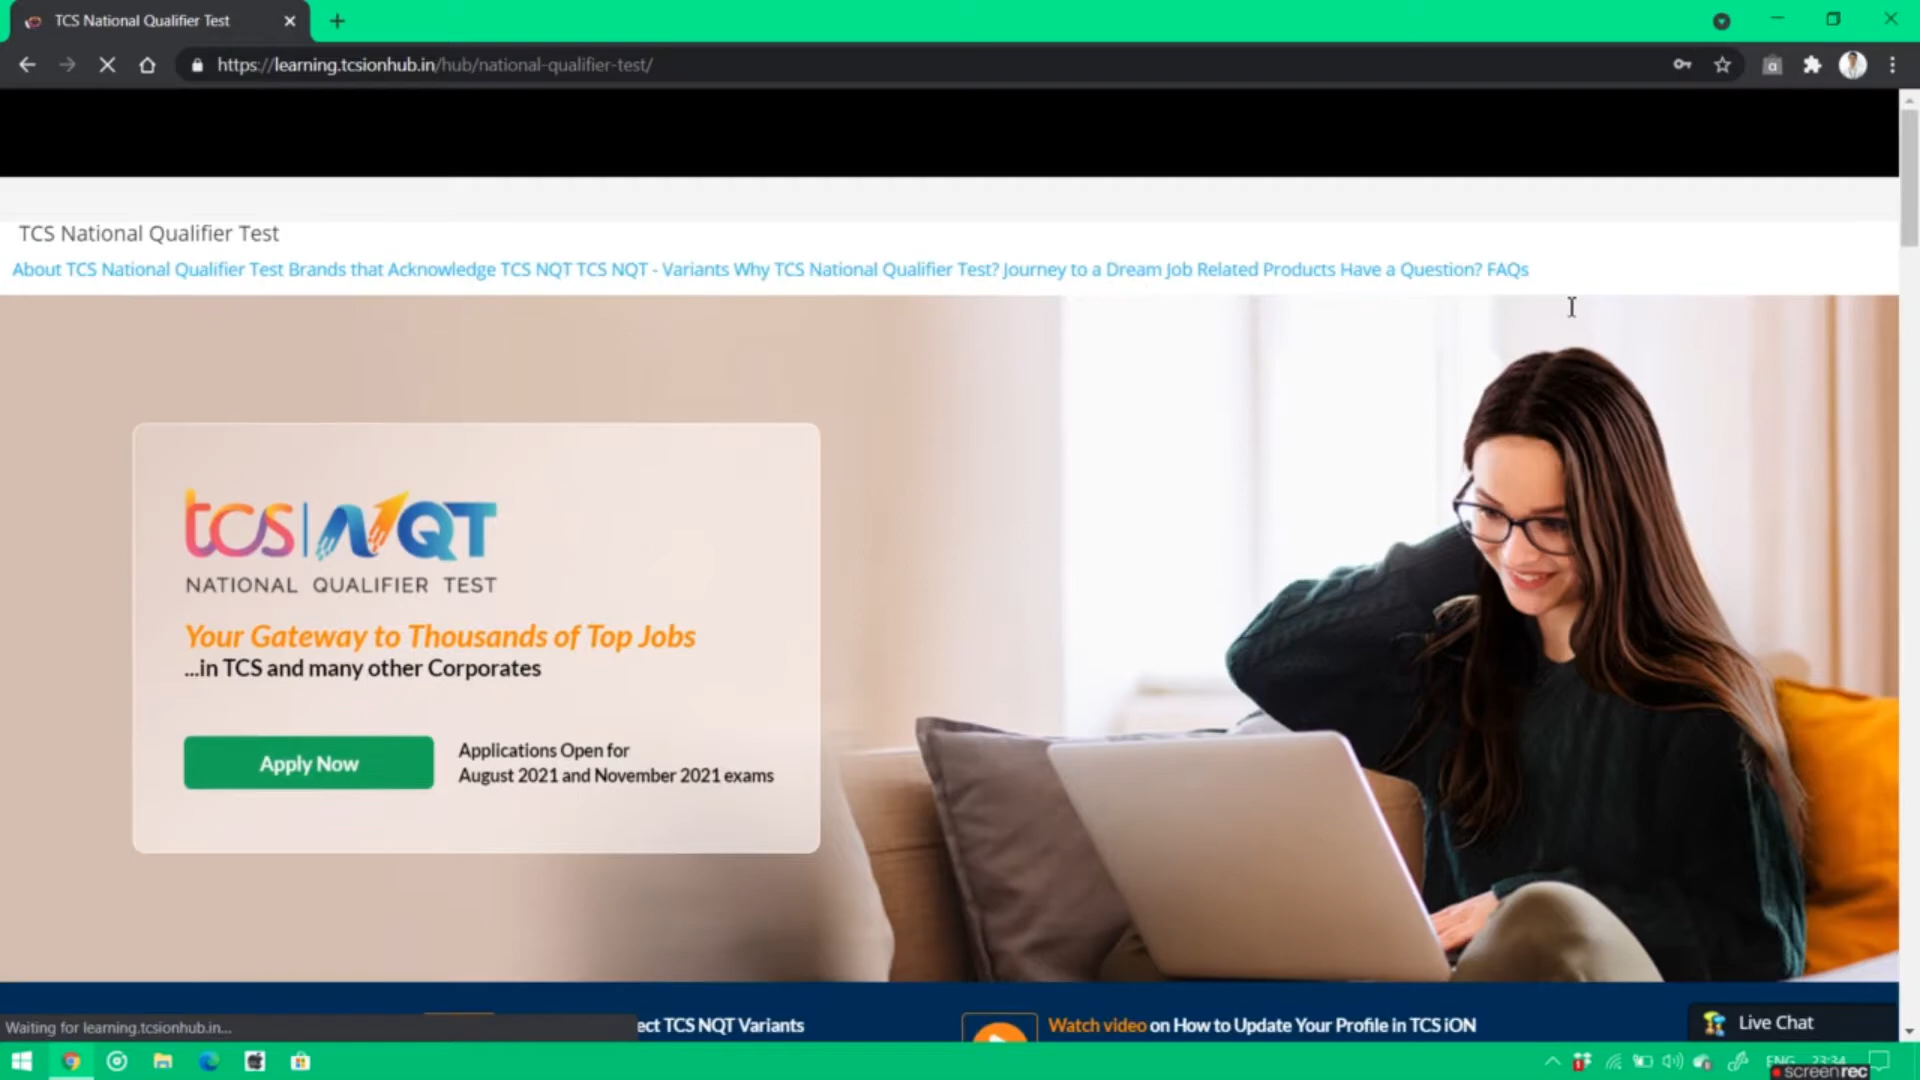 TCS National Qualifier Test
https://learning.tcsionhub.in/hub/national-qualifier-test/
TCS National Qualifier Test
About TCS National Qualifier Test Brands that Acknowledge TCS NQT TCS NQT - Variants Why TCS National Qualifier Test? Journey to a Dream Job Related Products Have a Question? FAQs
tcs NQT
NATIONAL QUALIFIER TEST
Your Gateway to Thousands of Top Jobs
...in TCS and many other Corporates
Apply Now
Applications Open for
August 2021 and November 2021 exams
ect TCS NQT Variants
Watch video on How to Update Your Profile in TCS iON
Live Chat
Waiting for learning.tcsionhub.in...
ENG
23:34
screenrec